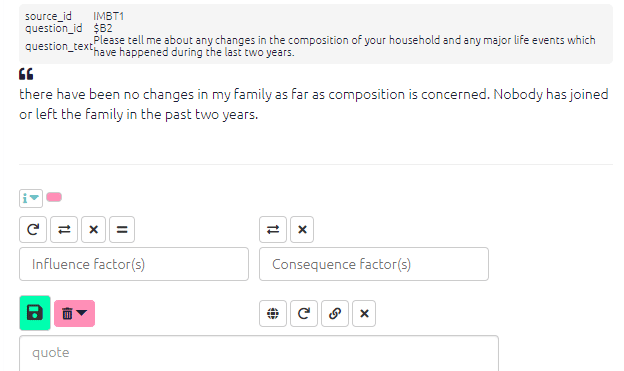 source_id IMBT1
question_id $B2
question_text Please tell me about any changes in the composition of your household and any major life events which
have happened during the last two years.
there have been no changes in my family as far as composition is concerned. Nobody has joined
or left the family in the past two years.
Influence factor(s) Consequence factor(s)
quote